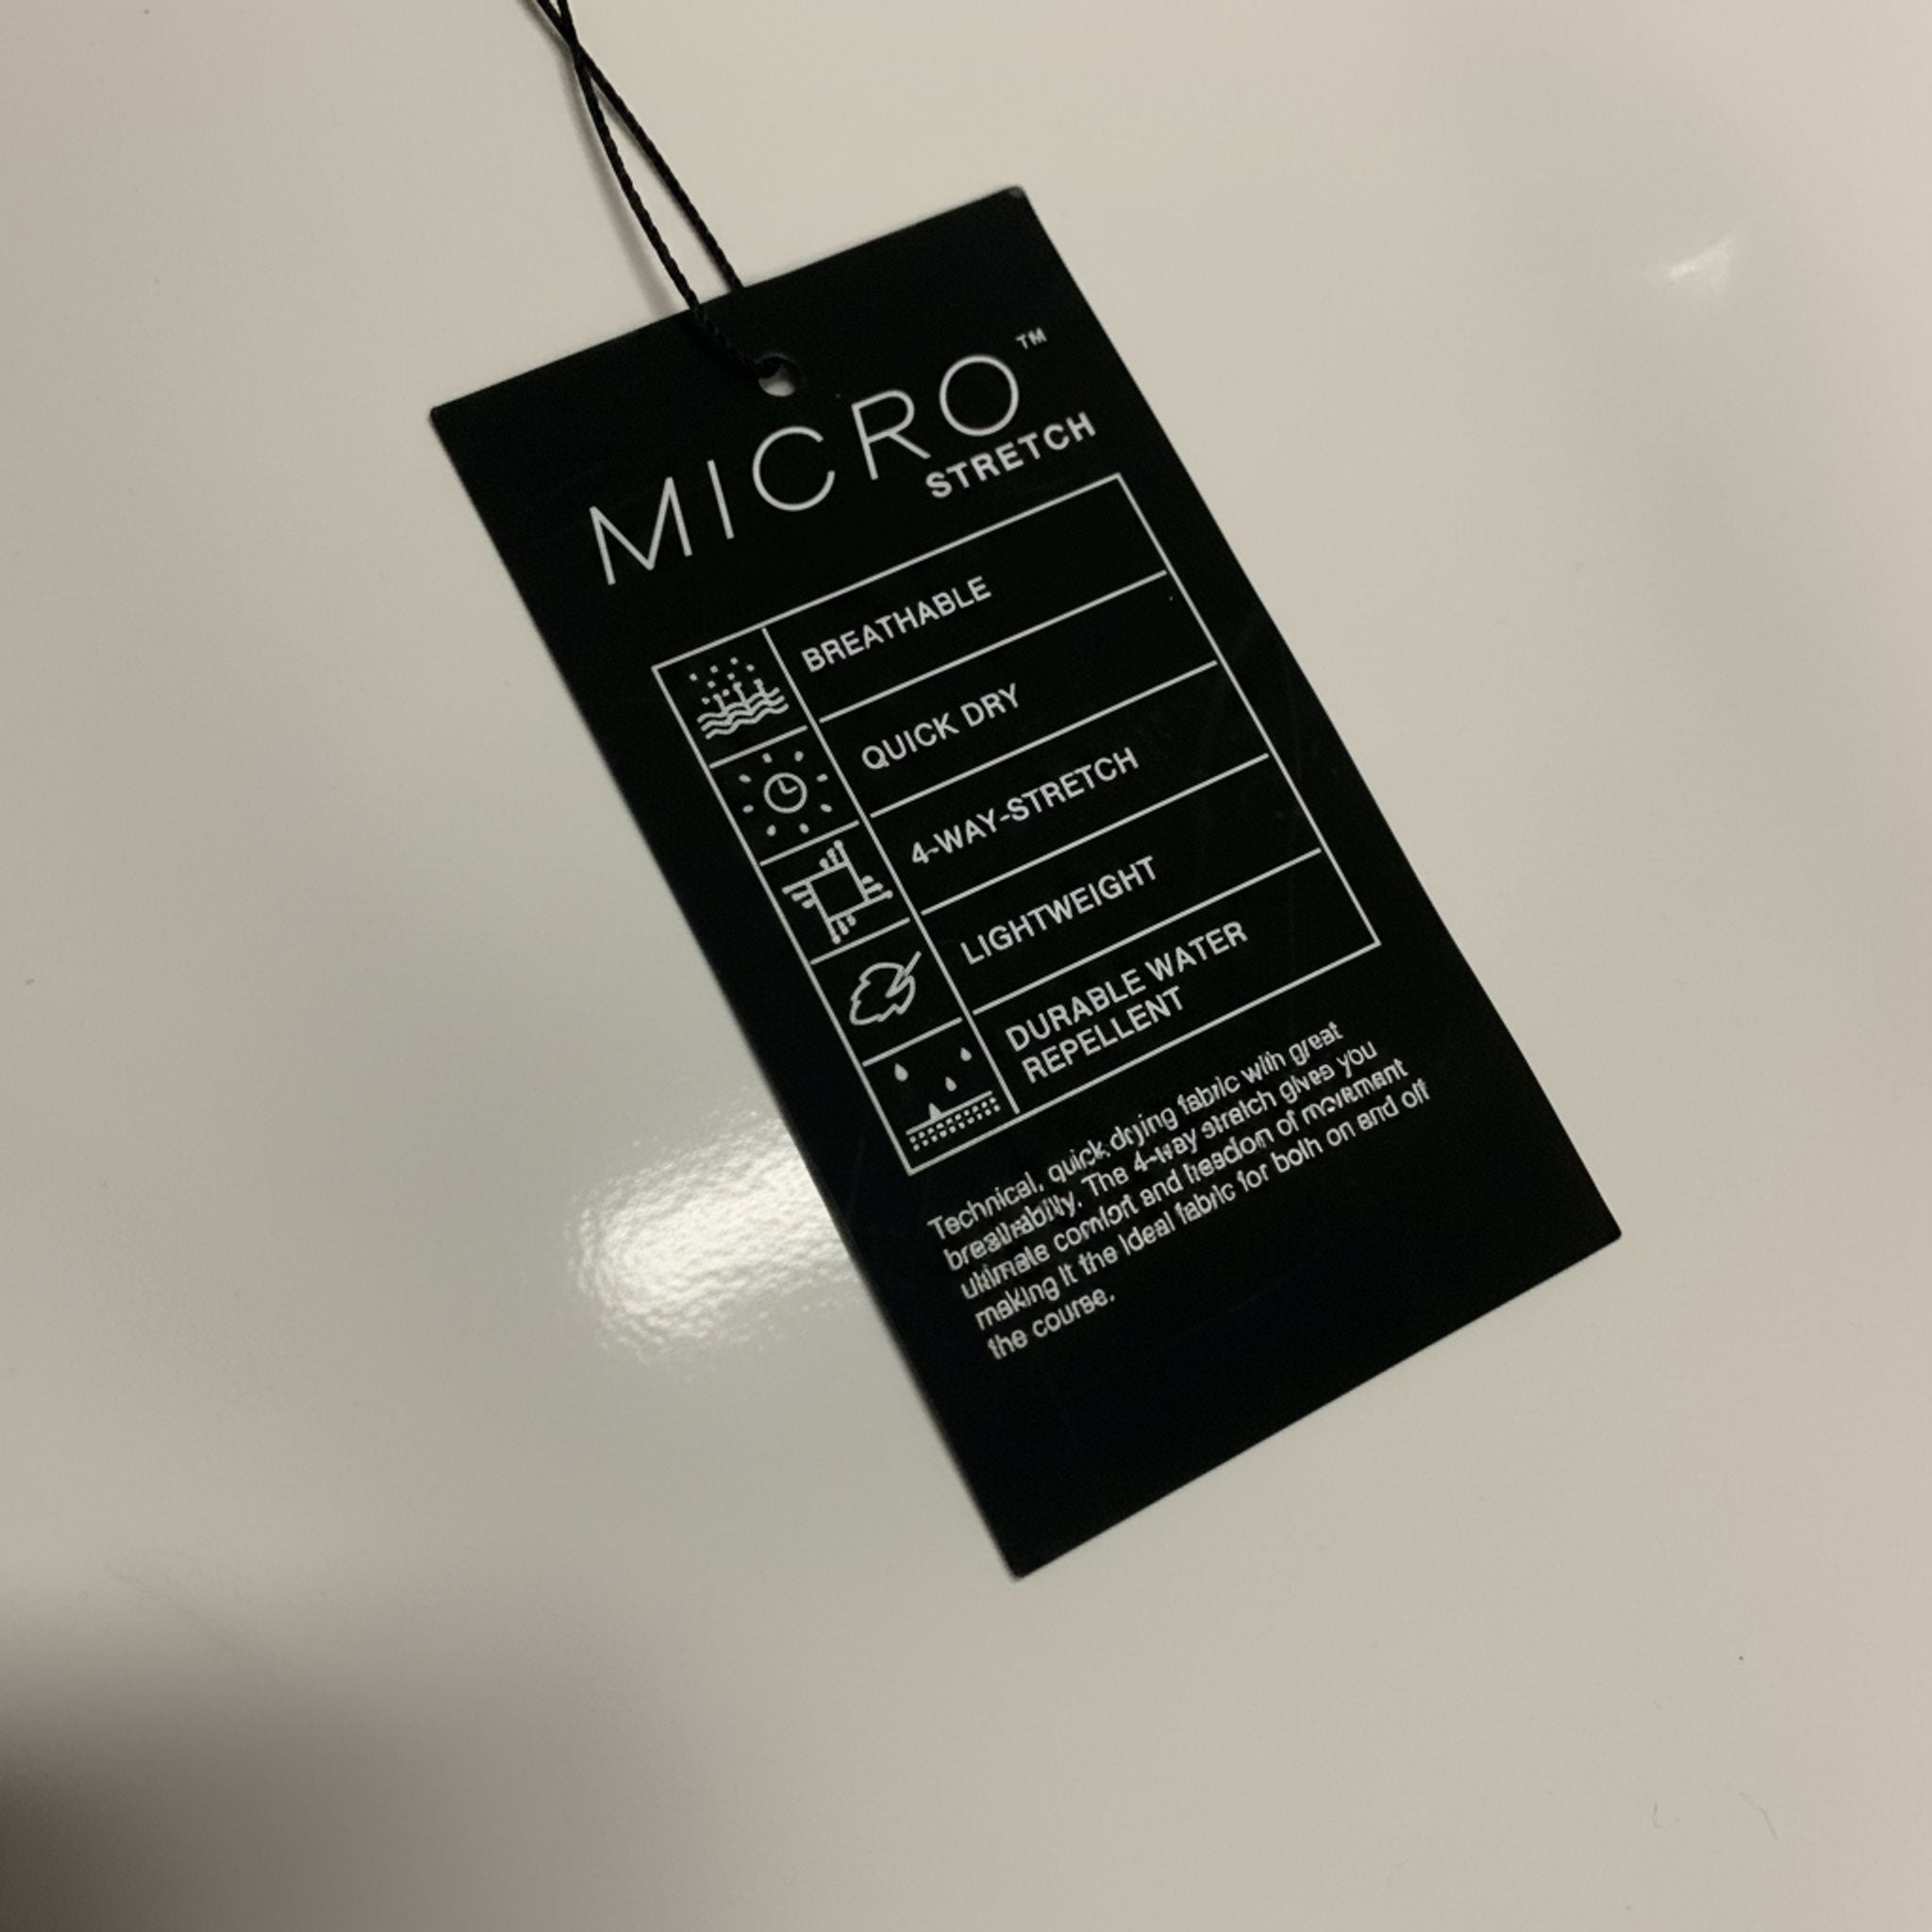 MICRO™
STRETCH
BREATHABLE
QUICK DRY
4-WAY-STRETCH
LIGHTWEIGHT
DURABLE WATER
REPELLENT
Technical, quick-drying fabric with great
breathabilly. The 4-way stretch gives you
ultimate comfort and freedon of movement
making it the ideal fabric for both on and off
the course.